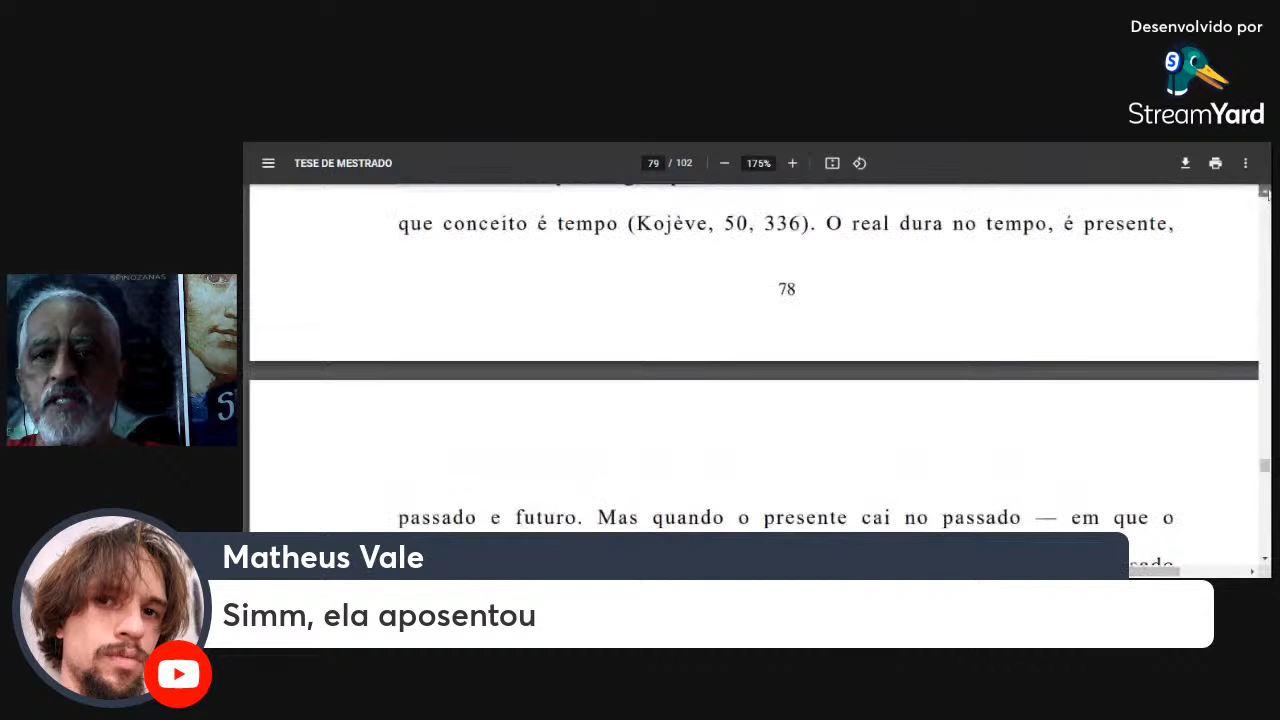 Desenvolvido por
StreamYard
TESE DE MESTRADO
79 / 102
175%
que conceito é tempo (Kojève, 50, 336). O real dura no tempo, é presente,
78
SPINOZANAS
passado e futuro. Mas quando o presente cai no passado — em que o
Matheus Vale
Simm, ela aposentou